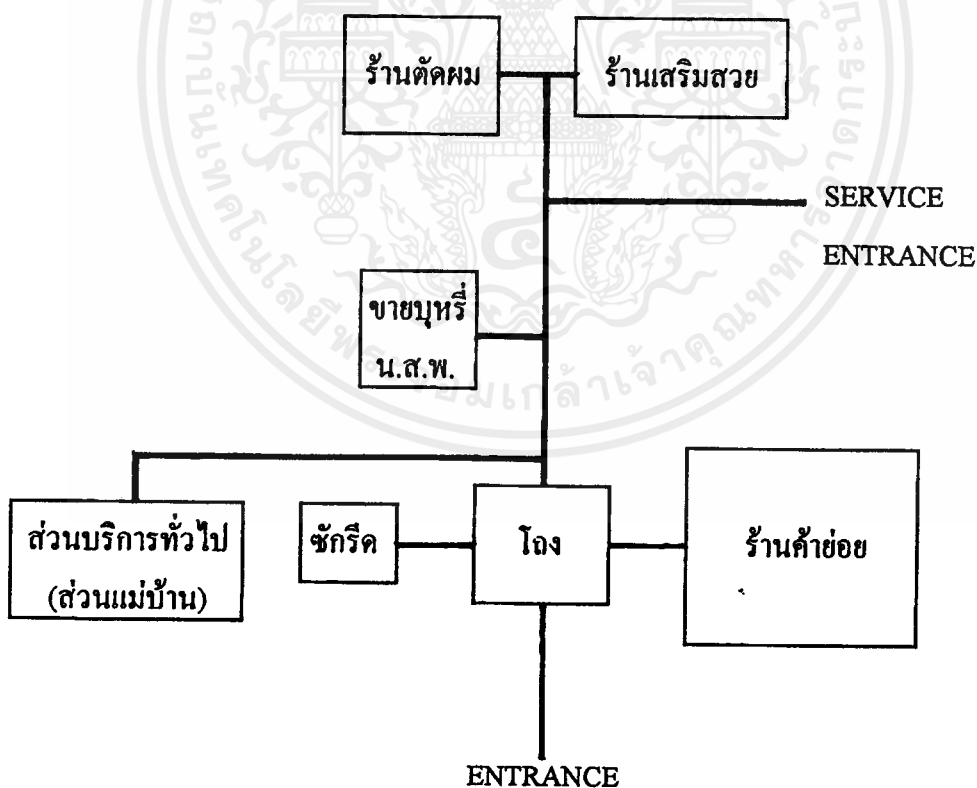 ร้านตัดผม
ร้านเสริมสวย
SERVICE
ENTRANCE
ขายบุหรี่
น.ส.พ.
ส่วนบริการทั่วไป
(ส่วนแม่บ้าน)
ซักรีด
โถง
ร้านค้าย่อย
ENTRANCE